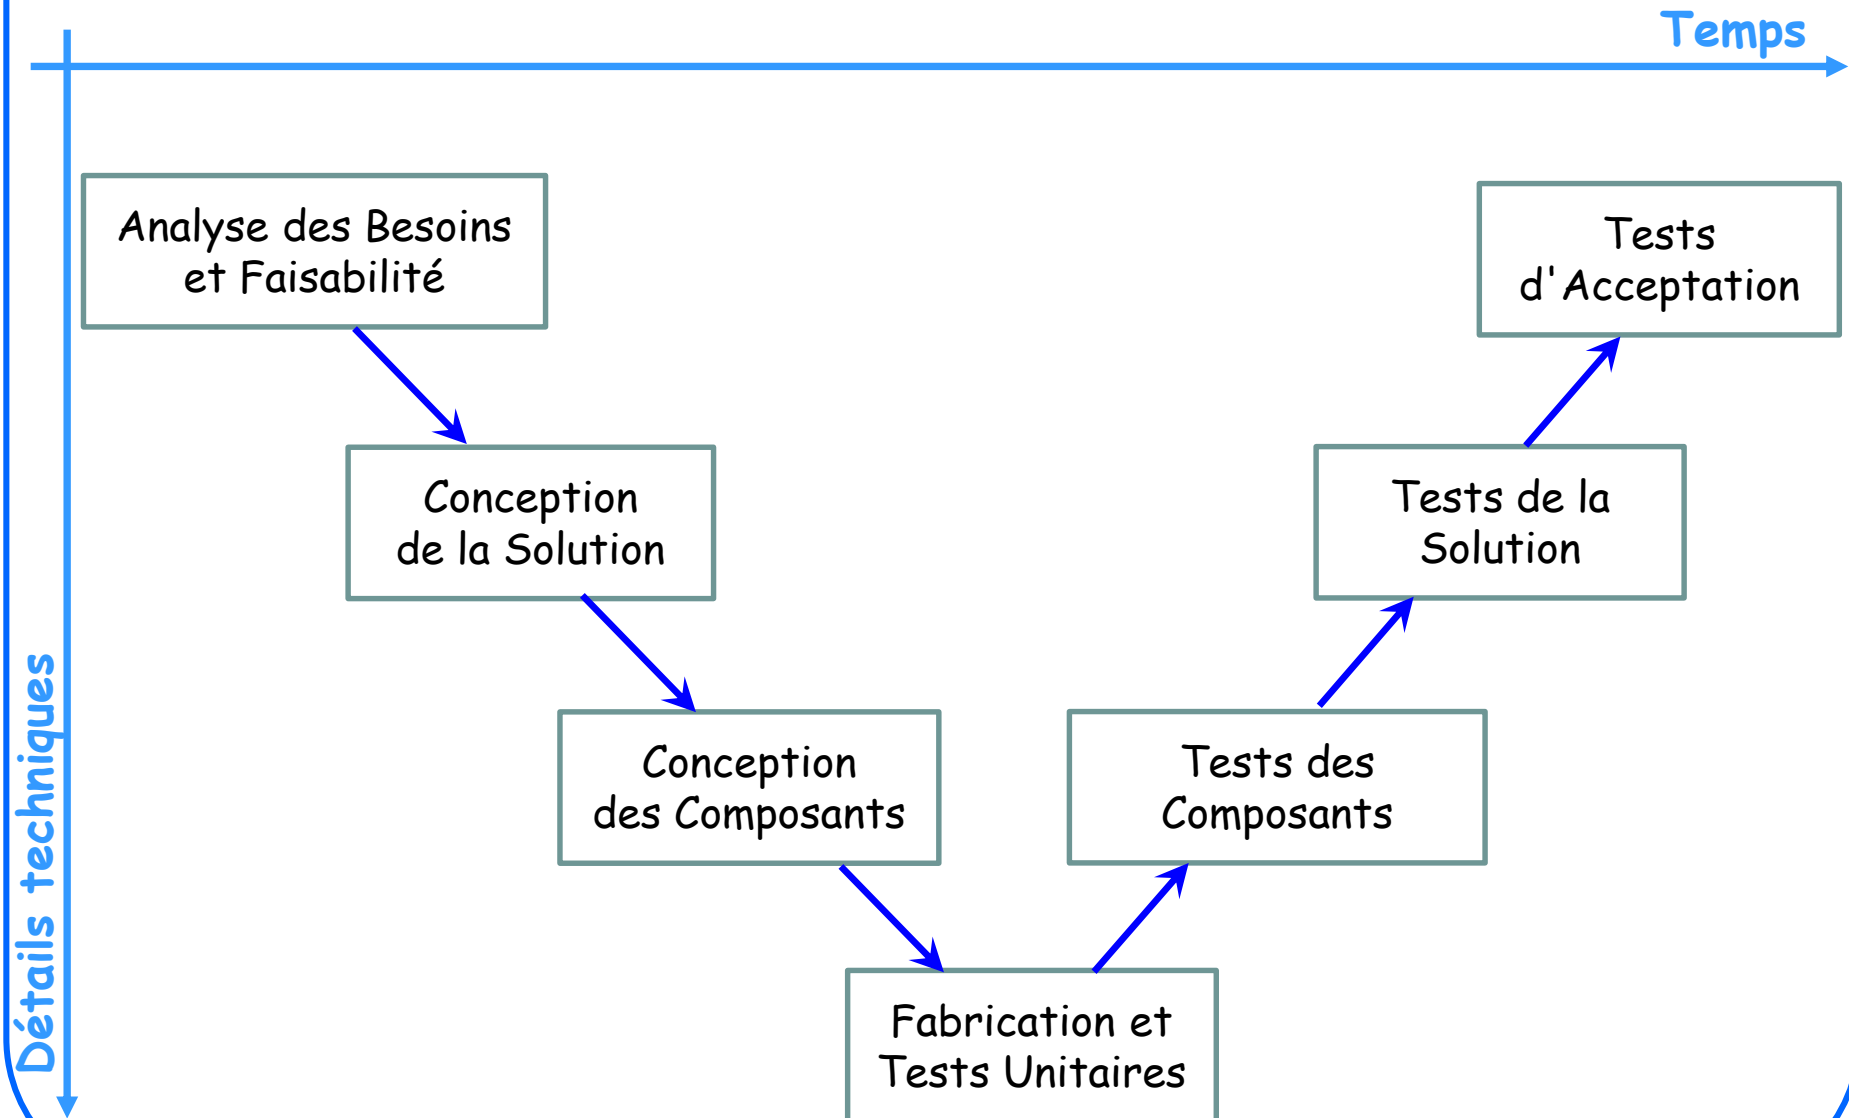 Temps
Analyse des Besoins
et Faisabilité
Tests
d'Acceptation
Conception
de la Solution
Tests de la
Solution
Détails techniques
Conception
des Composants
Tests des
Composants
Fabrication et
Tests Unitaires